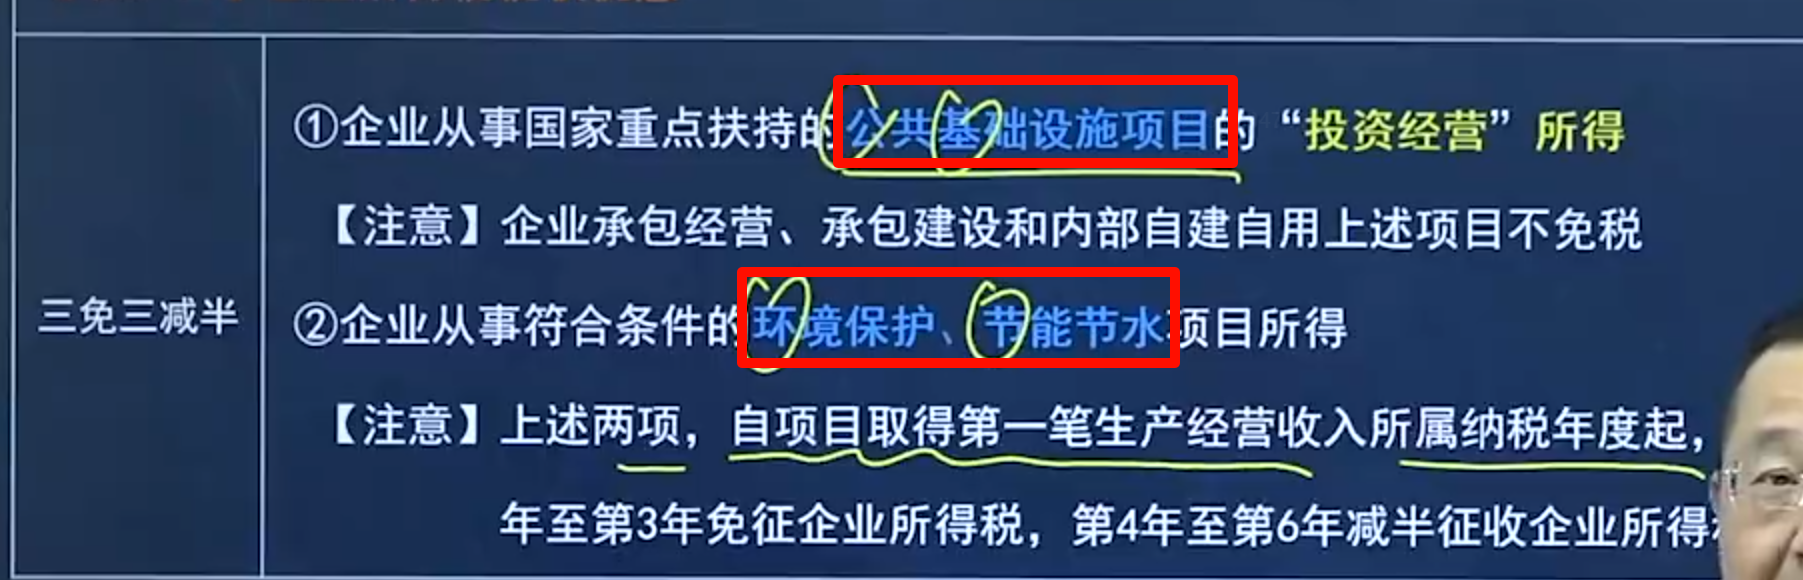 ①企业从事国家重点扶持的公共基础设施项目的“投资经营”所得
【注意】企业承包经营、承包建设和内部自建自用上述项目不免税
三免三减半
②企业从事符合条件的环境保护、节能节水项目所得
【注意】上述两项，自项目取得第一笔生产经营收入所属纳税年度起，
年至第3年免征企业所得税，第4年至第6年减半征收企业所得